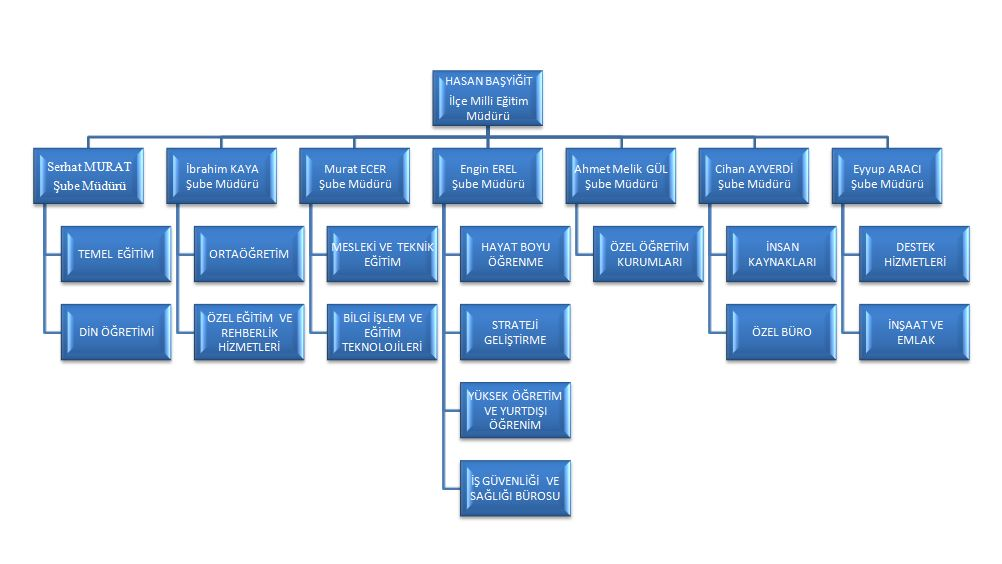 HASAN BAŞYİĞİT
İlçe Milli Eğitim
Müdürü
Serhat MURAT
Şube Müdürü
İbrahim KAYA
Şube Müdürü
Murat ECER
Şube Müdürü
Engin EREL
Şube Müdürü
Ahmet Melik GÜL
Şube Müdürü
Cihan AYVERDİ
Şube Müdürü
Eyyup ARACI
Şube Müdürü
TEMEL EĞİTİM
ORTAÖĞRETİM
MESLEKİ VE TEKNİK
EĞİTİM
HAYAT BOYU
ÖĞRENME
ÖZEL ÖĞRETİM
KURUMLARI
İNSAN
KAYNAKLARI
DESTEK
HİZMETLERİ
DİN ÖĞRETİMİ
ÖZEL EĞİTİM VE
REHBERLİK
HİZMETLERİ
BİLGİ İŞLEM VE
EĞİTİM
TEKNOLOJİLERİ
STRATEJİ
GELİŞTİRME
ÖZEL BÜRO
İNŞAAT VE
EMLAK
YÜKSEK ÖĞRETİM
VE YURTDIŞI
ÖĞRENİM
İŞ GÜVENLİĞİ VE
SAĞLIĞI BÜROSU